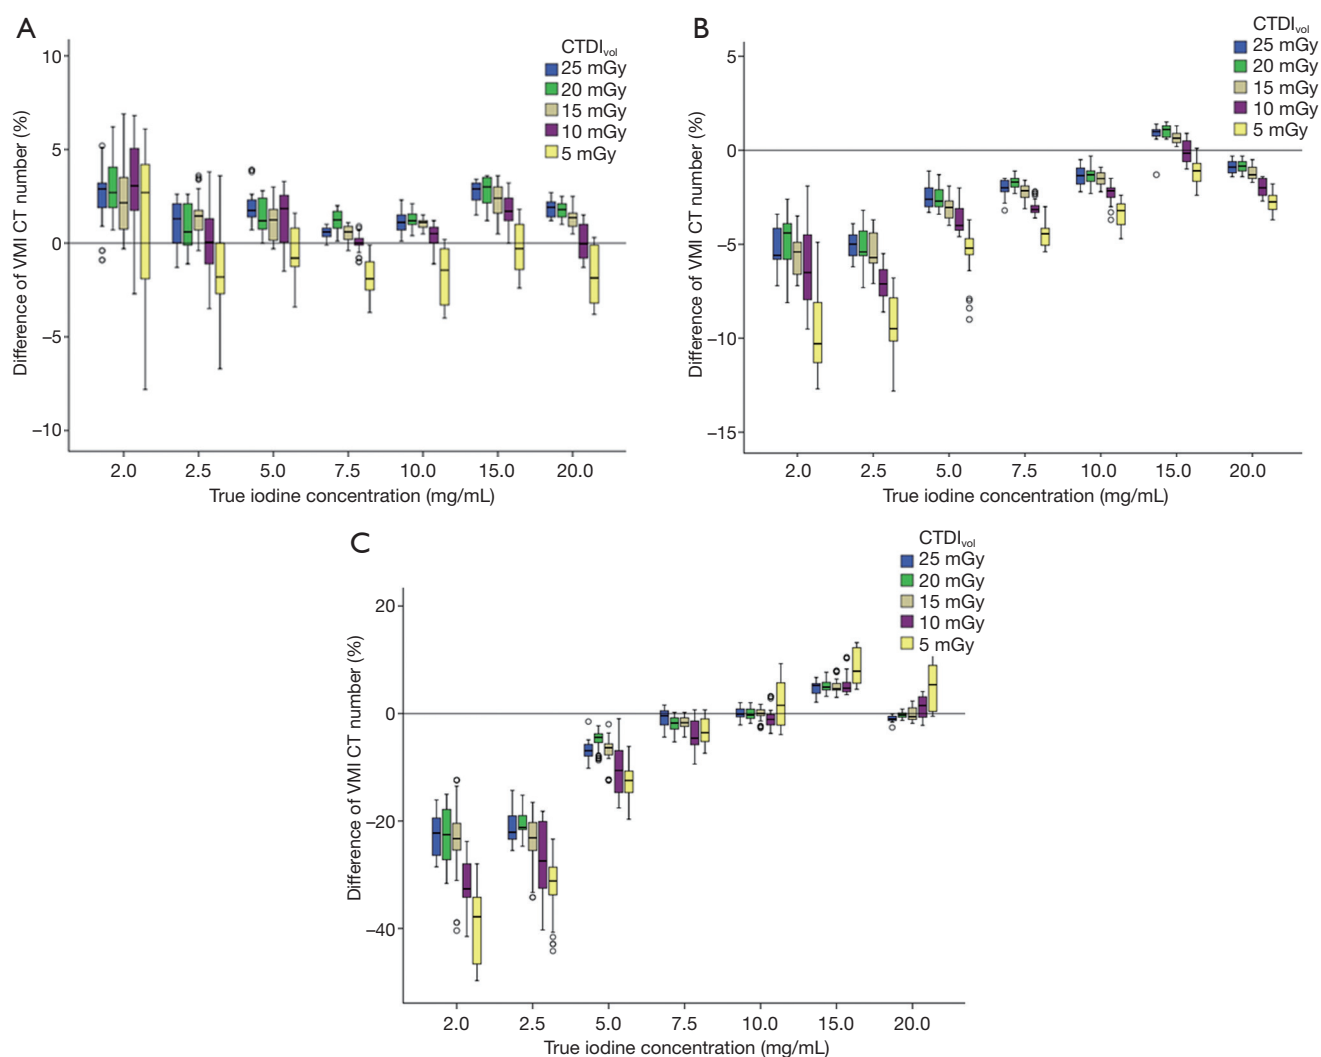 A
CTDIvol
25 mGy
20 mGy
15 mGy
10 mGy
5 mGy
Difference of VMI CT number (%)
10
5
0
−5
−10
2.0 2.5 5.0 7.5 10.0 15.0 20.0
True iodine concentration (mg/mL)
B
CTDIvol
25 mGy
20 mGy
15 mGy
10 mGy
5 mGy
Difference of VMI CT number (%)
5
0
−5
−10
−15
2.0 2.5 5.0 7.5 10.0 15.0 20.0
True iodine concentration (mg/mL)
C
CTDIvol
25 mGy
20 mGy
15 mGy
10 mGy
5 mGy
Difference of VMI CT number (%)
20
0
−20
−40
2.0 2.5 5.0 7.5 10.0 15.0 20.0
True iodine concentration (mg/mL)